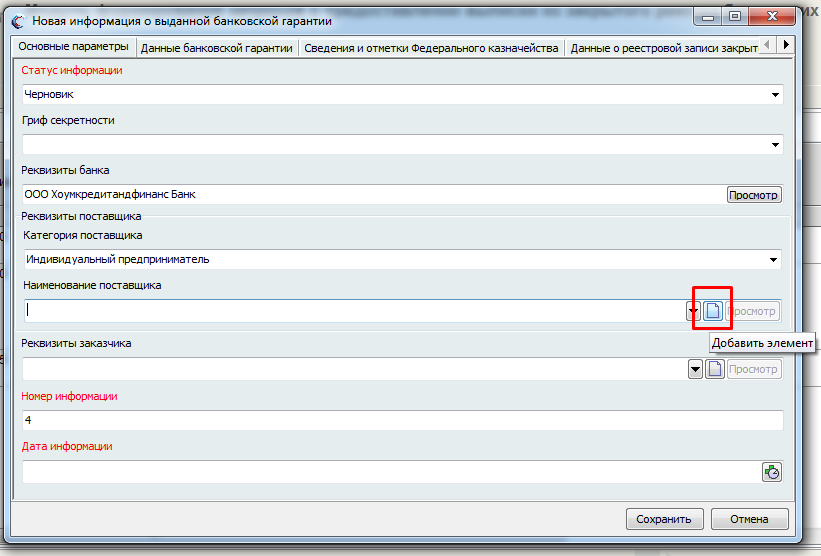 Новая информация о выданной банковской гарантии
Основные параметры Данные банковской гарантии Сведения и отметки Федерального казначейства Данные о реестровой записи закрыт
Статус информации
Черновик
Гриф секретности
Реквизиты банка
ООО Хоумкредитандфинанс Банк Просмотр
Реквизиты поставщика
Категория поставщика
Индивидуальный предприниматель
Наименование поставщика
Просмотр
Добавить элемент
Реквизиты заказчика
Просмотр
Номер информации
4
Дата информации
Сохранить Отмена